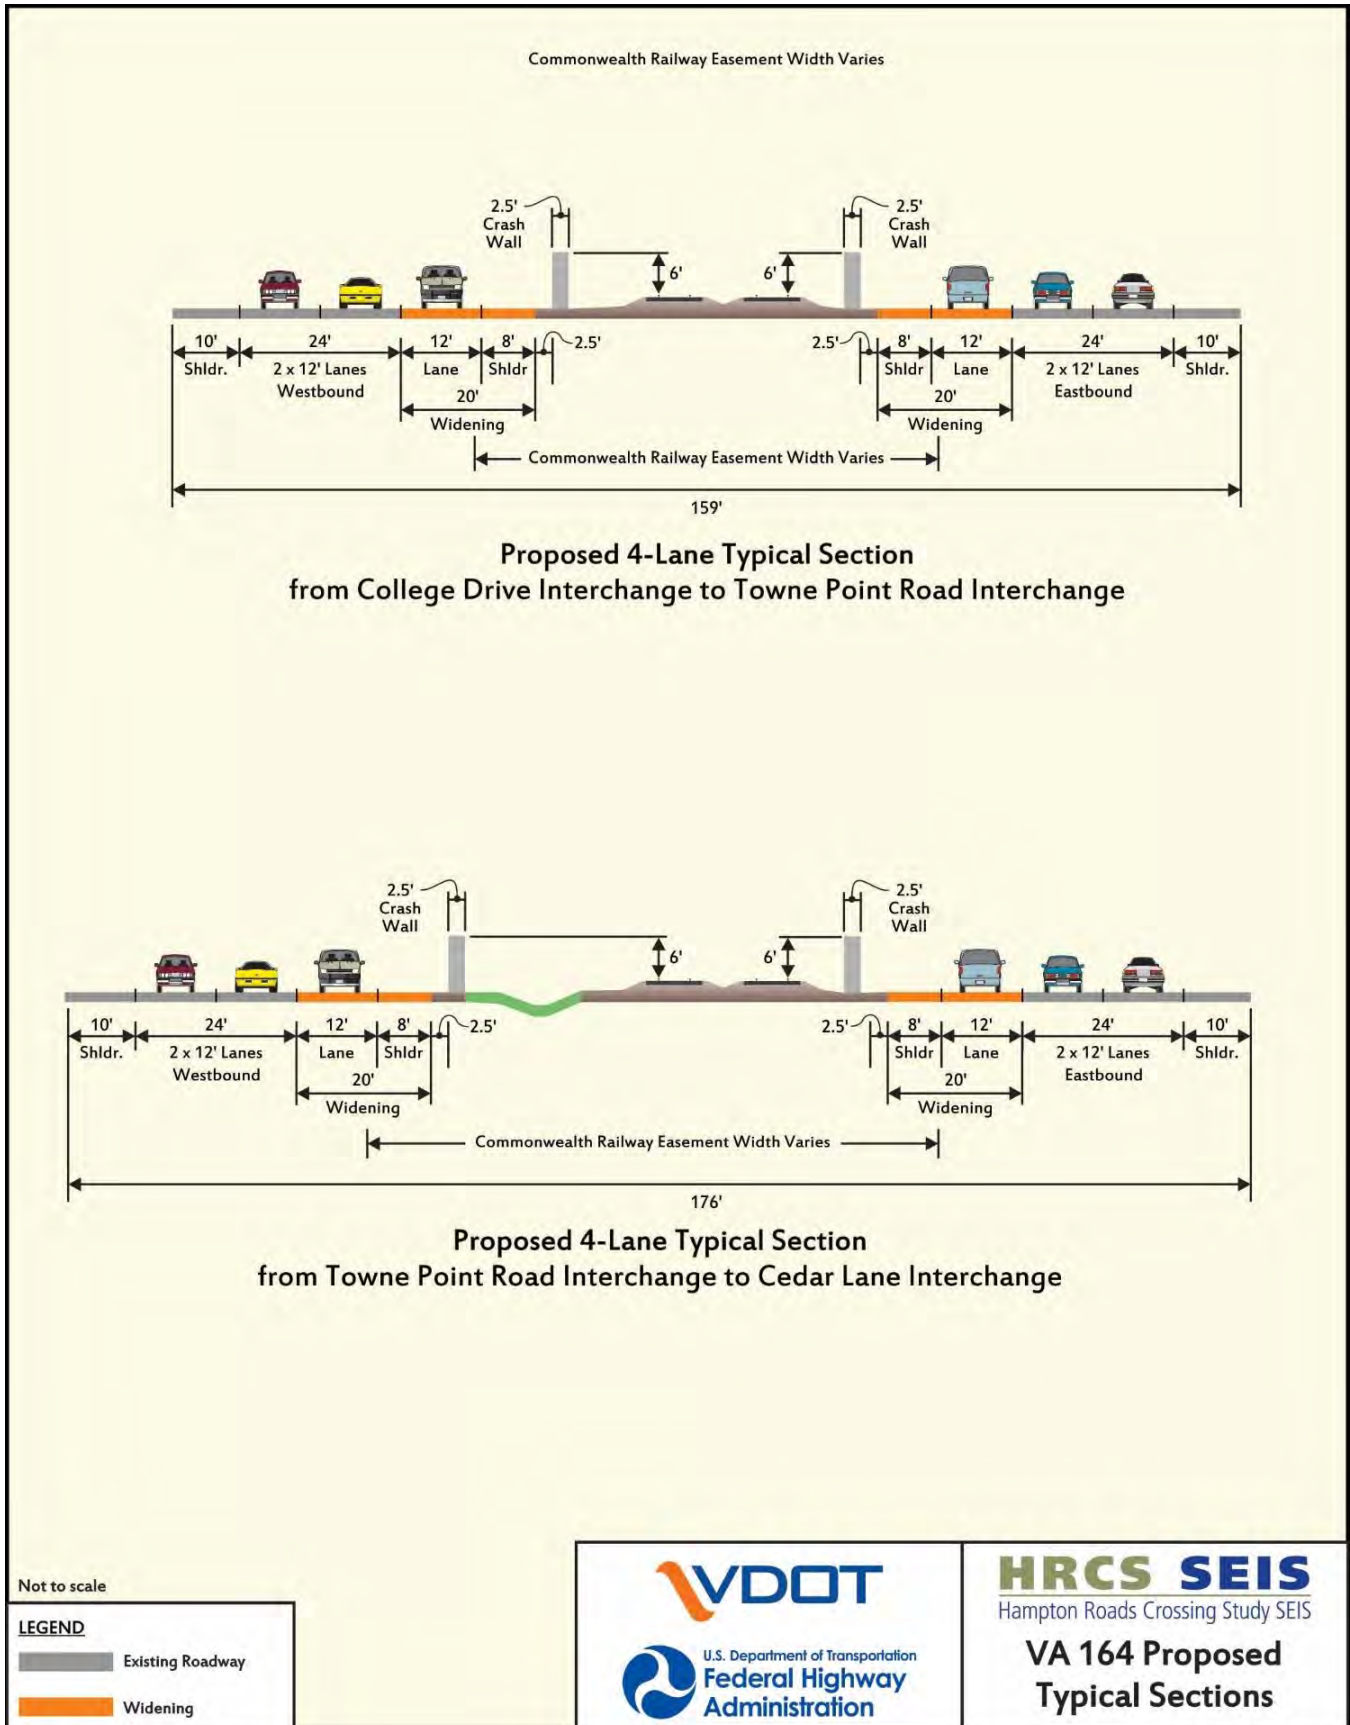 Commonwealth Railway Easement Width Varies
2.5'
Crash
Wall
2.5'
Crash
Wall
6'
6'
10'
24'
12'
8'
2.5'
2.5'
8'
12'
24'
10'
Shldr.
2 x 12' Lanes
Westbound
Lane
Shldr
Shldr
Lane
2 x 12' Lanes
Eastbound
Shldr.
20'
Widening
20'
Widening
Commonwealth Railway Easement Width Varies
159'
Proposed 4-Lane Typical Section
from College Drive Interchange to Towne Point Road Interchange
2.5'
Crash
Wall
2.5'
Crash
Wall
6'
6'
10'
24'
12'
8'
2.5'
2.5'
8'
12'
24'
10'
Shldr.
2 x 12' Lanes
Westbound
Lane
Shldr
Shldr
Lane
2 x 12' Lanes
Eastbound
Shldr.
20'
Widening
20'
Widening
Commonwealth Railway Easement Width Varies
176'
Proposed 4-Lane Typical Section
from Towne Point Road Interchange to Cedar Lane Interchange
Not to scale
LEGEND
Existing Roadway
Widening
VDOT
U.S. Department of Transportation
Federal Highway
Administration
HRCS SEIS
Hampton Roads Crossing Study SEIS
VA 164 Proposed
Typical Sections